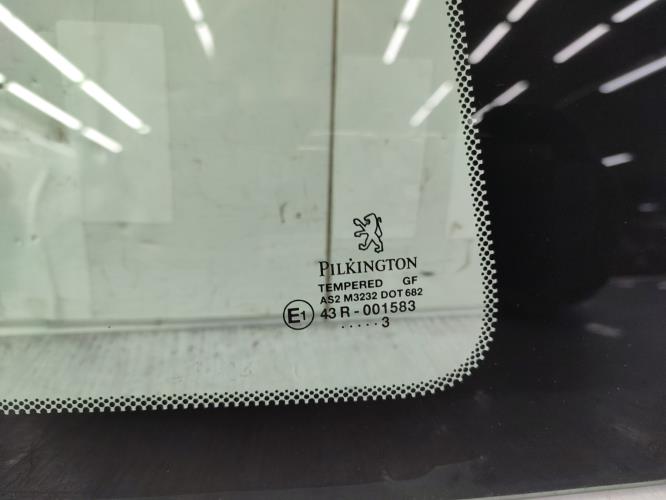 PILKINGTON
TEMPERED GF
AS2 M3232 DOT 682
E1 43 R - 001583
.....3